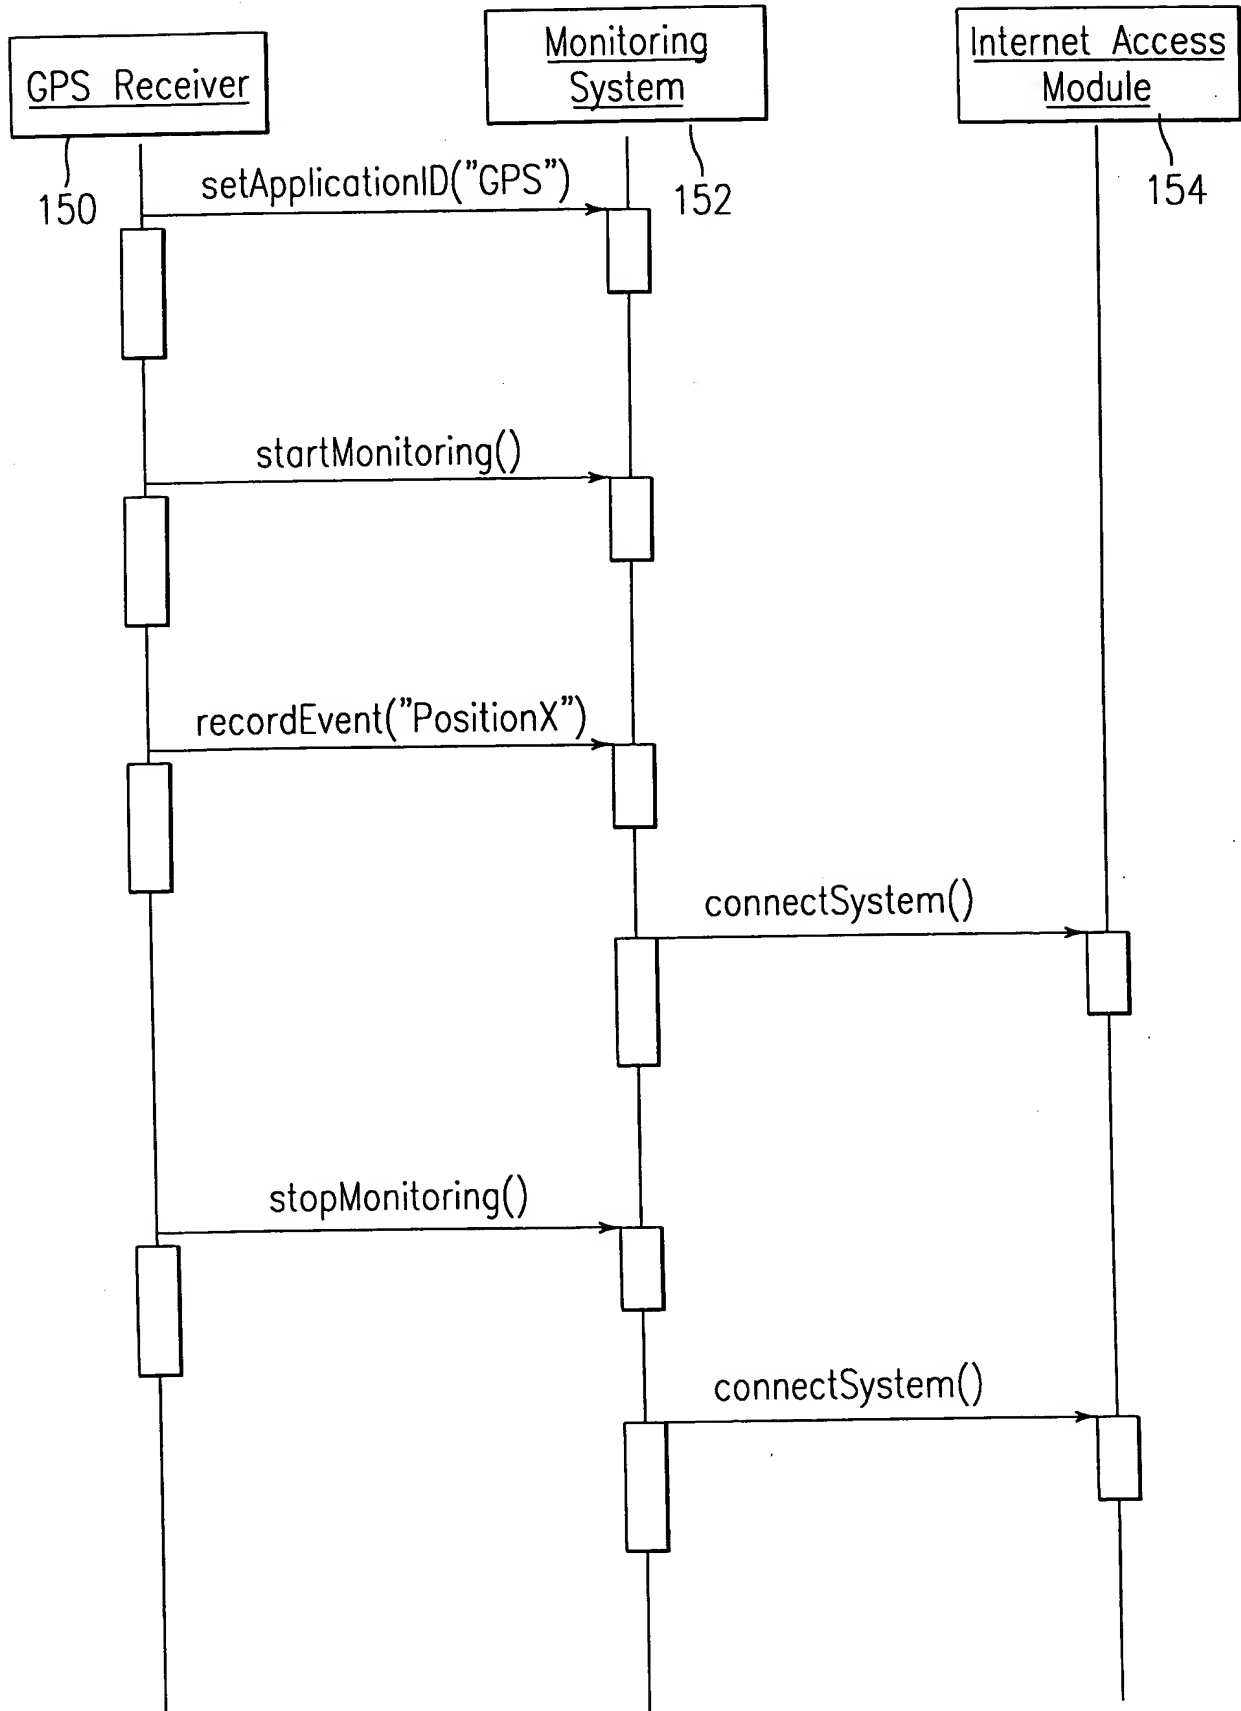 GPS Receiver
Monitoring
System
Internet Access
Module
150
152
154
setApplicationID("GPS")
startMonitoring()
recordEvent("PositionX")
connectSystem()
stopMonitoring()
connectSystem()